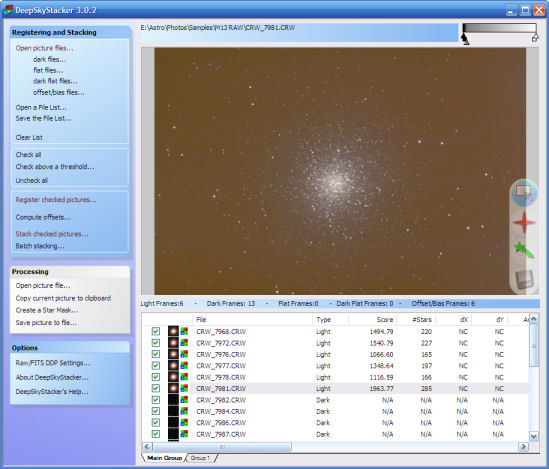 DeepSkyStacker 3.0.2
Registering and Stacking
Open picture files...
dark files...
flat files...
dark flat files...
offset/bias files...
Open a File List...
Save the File List...
Clear List
Check all
Check above a threshold...
Uncheck all
Register checked pictures...
Compute offsets...
Stack checked pictures...
Batch stacking...
Processing
Open picture file...
Copy current picture to clipboard
Create a Star Mask...
Save picture to file...
Options
Raw/FITS DDP Settings...
About DeepSkyStacker...
DeepSkyStacker's Help...
E:\Astro\Photos\Samples\M13 RAW\CRW_7981.CRW
Light Frames:6 - Dark Frames: 13 - Flat Frames:0 - Dark Flat Frames: 0 - Offset/Bias Frames: 6
File Type Score #Stars dX dY
CRW_7968.CRW Light 1494.79 220 NC NC
CRW_7972.CRW Light 1540.79 227 NC NC
CRW_7976.CRW Light 1066.60 165 NC NC
CRW_7977.CRW Light 1348.64 197 NC NC
CRW_7978.CRW Light 1116.59 166 NC NC
CRW_7981.CRW Light 1963.77 285 NC NC
CRW_7982.CRW Dark N/A N/A N/A N/A
CRW_7984.CRW Dark N/A N/A N/A N/A
CRW_7986.CRW Dark N/A N/A N/A N/A
CRW_7987.CRW Dark N/A N/A N/A N/A
Main Group Group 1